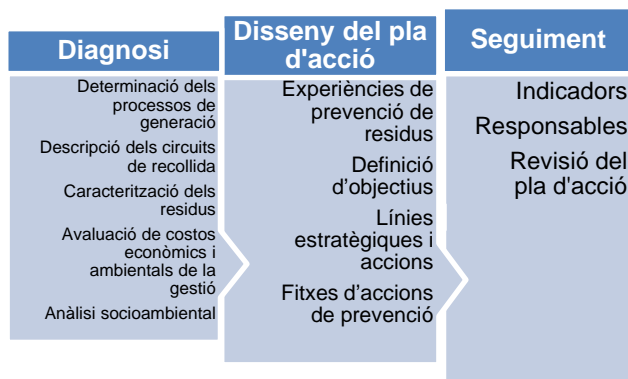 Diagnosi
Determinació dels
processos de
generació
Descripció dels circuits
de recollida
Caracterització dels
residus
Avaluació de costos
econòmics i
ambientals de la
gestió
Anàlisi socioambiental
Disseny del pla
d'acció
Experiències de
prevenció de
residus
Definició
d’objectius
Línies
estratègiques i
accions
Fitxes d’accions
de prevenció
Seguiment
Indicadors
Responsables
Revisió del
pla d'acció